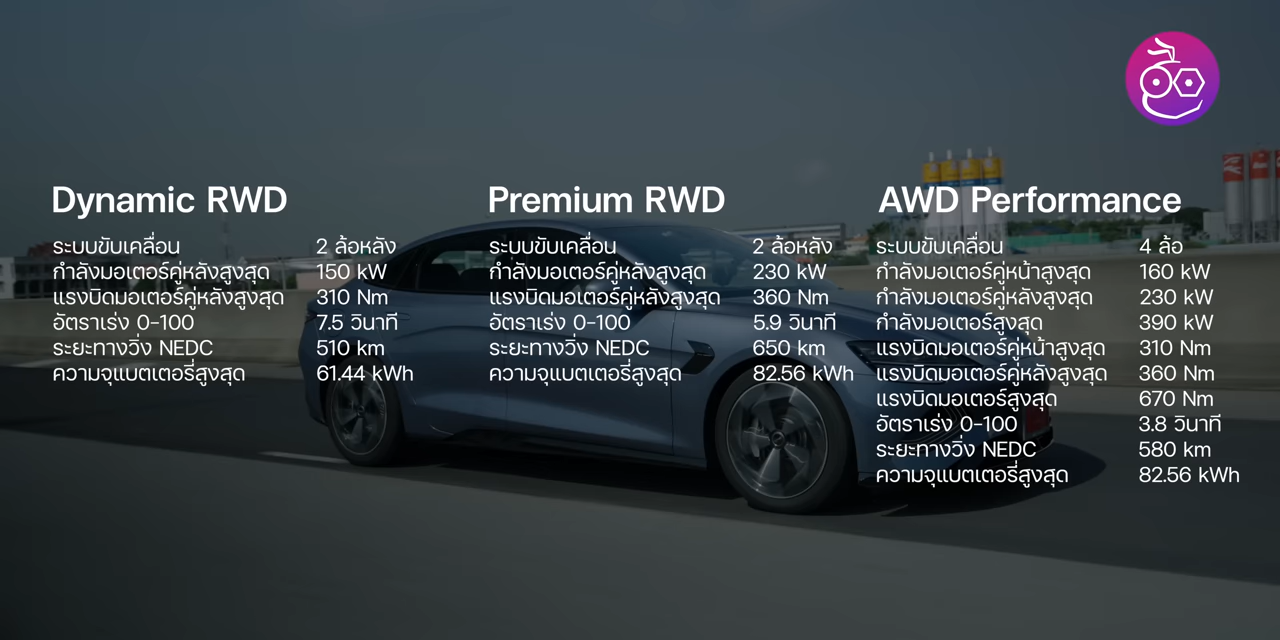 Dynamic RWD
ระบบขับเคลื่อน 2 ล้อหลัง
กำลังมอเตอร์คู่หลังสูงสุด 150 kW
แรงบิดมอเตอร์คู่หลังสูงสุด 310 Nm
อัตราเร่ง 0-100 7.5 วินาที
ระยะทางวิ่ง NEDC 510 km
ความจุแบตเตอรี่สูงสุด 61.44 kWh
Premium RWD
ระบบขับเคลื่อน 2 ล้อหลัง
กำลังมอเตอร์คู่หลังสูงสุด 230 kW
แรงบิดมอเตอร์คู่หลังสูงสุด 360 Nm
อัตราเร่ง 0-100 5.9 วินาที
ระยะทางวิ่ง NEDC 650 km
ความจุแบตเตอรี่สูงสุด 82.56 kWh
AWD Performance
ระบบขับเคลื่อน 4 ล้อ
กำลังมอเตอร์คู่หน้าสูงสุด 160 kW
กำลังมอเตอร์คู่หลังสูงสุด 230 kW
กำลังมอเตอร์สูงสุด 390 kW
แรงบิดมอเตอร์คู่หน้าสูงสุด 310 Nm
แรงบิดมอเตอร์คู่หลังสูงสุด 360 Nm
แรงบิดมอเตอร์สูงสุด 670 Nm
อัตราเร่ง 0-100 3.8 วินาที
ระยะทางวิ่ง NEDC 580 km
ความจุแบตเตอรี่สูงสุด 82.56 kWh